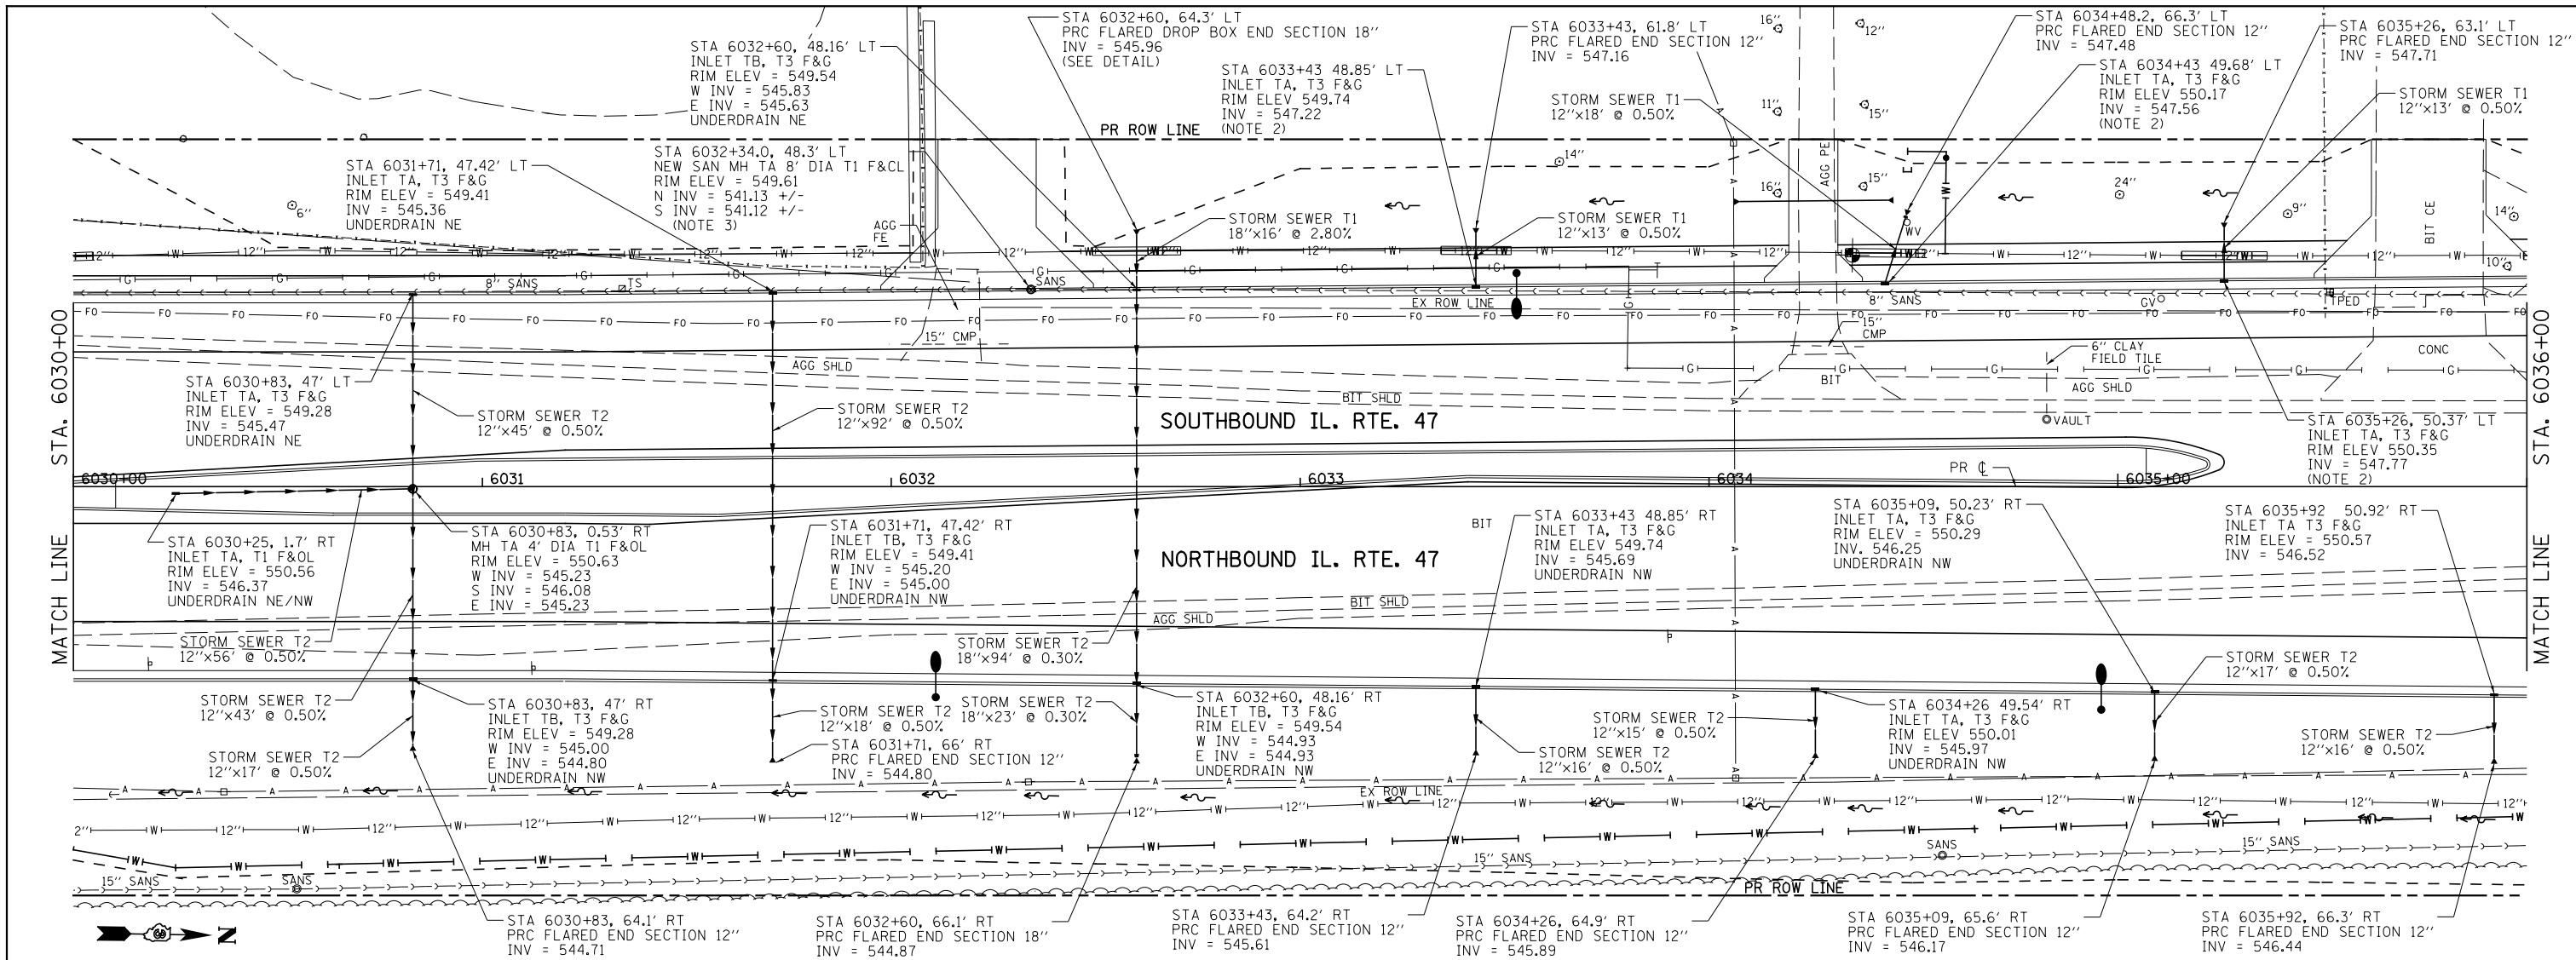 STA 6032+60, 48.16' LT
INLET TB, T3 F&G
RIM ELEV = 549.54
W INV = 545.83
E INV = 545.63
UNDERDRAIN NE
STA 6032+60, 64.3' LT
PRC FLARED DROP BOX END SECTION 18"
INV = 545.96
(SEE DETAIL)
STA 6033+43 48.85' LT
INLET TA, T3 F&G
RIM ELEV 549.74
INV = 547.22
(NOTE 2)
STA 6033+43, 61.8' LT
PRC FLARED END SECTION 12"
INV = 547.16
STORM SEWER T1
12"x18' @ 0.50%
16"
12"
11"
15"
16"
15"
STA 6034+48.2, 66.3' LT
PRC FLARED END SECTION 12"
INV = 547.48
STA 6034+43 49.68' LT
INLET TA, T3 F&G
RIM ELEV 550.17
INV = 547.56
(NOTE 2)
STA 6035+26, 63.1' LT
PRC FLARED END SECTION 12"
INV = 547.71
STORM SEWER T1
12"x13' @ 0.50%
PR ROW LINE
STA 6031+71, 47.42' LT
INLET TA, T3 F&G
RIM ELEV = 549.41
INV = 545.36
UNDERDRAIN NE
STA 6032+34.0, 48.3' LT
NEW SAN MH TA 8' DIA T1 F&CL
RIM ELEV = 549.61
N INV = 541.13 +/-
S INV = 541.12 +/-
(NOTE 3)
6"
14"
24"
9"
14"
10"
AGG PE
BIT CE
AGG
FE
STORM SEWER T1
18"x16' @ 2.80%
STORM SEWER T1
12"x13' @ 0.50%
WV
8" SANS
TS
SANS
EX ROW LINE
8" SANS
GV
PED
15" CMP
15"
CMP
6" CLAY
FIELD TILE
CONC
AGG SHLD
BIT
AGG SHLD
BIT SHLD
VAULT
MATCH LINE STA. 6030+00
MATCH LINE STA. 6036+00
STA 6030+83, 47' LT
INLET TA, T3 F&G
RIM ELEV = 549.28
INV = 545.47
UNDERDRAIN NE
STORM SEWER T2
12"x45' @ 0.50%
STORM SEWER T2
12"x92' @ 0.50%
SOUTHBOUND IL. RTE. 47
STA 6035+26, 50.37' LT
INLET TA, T3 F&G
RIM ELEV 550.35
INV = 547.77
(NOTE 2)
6030+00
6031
6032
6033
6034
6035+00
PR ℄
STA 6030+25, 1.7' RT
INLET TA, T1 F&OL
RIM ELEV = 550.56
INV = 546.37
UNDERDRAIN NE/NW
STA 6030+83, 0.53' RT
MH TA 4' DIA T1 F&OL
RIM ELEV = 550.63
W INV = 545.23
S INV = 546.08
E INV = 545.23
STA 6031+71, 47.42' RT
INLET TB, T3 F&G
RIM ELEV = 549.41
W INV = 545.20
E INV = 545.00
UNDERDRAIN NW
NORTHBOUND IL. RTE. 47
BIT
STA 6033+43 48.85' RT
INLET TA, T3 F&G
RIM ELEV 549.74
INV = 545.69
UNDERDRAIN NW
STA 6035+09, 50.23' RT
INLET TA, T3 F&G
RIM ELEV = 550.29
INV. 546.25
UNDERDRAIN NW
STA 6035+92 50.92' RT
INLET TA T3 F&G
RIM ELEV = 550.57
INV = 546.52
BIT SHLD
AGG SHLD
STORM SEWER T2
12"x56' @ 0.50%
STORM SEWER T2
18"x94' @ 0.30%
STORM SEWER T2
12"x17' @ 0.50%
STORM SEWER T2
12"x43' @ 0.50%
STA 6030+83, 47' RT
INLET TB, T3 F&G
RIM ELEV = 549.28
W INV = 545.00
E INV = 544.80
UNDERDRAIN NW
STORM SEWER T2
12"x18' @ 0.50%
STORM SEWER T2
18"x23' @ 0.30%
STA 6032+60, 48.16' RT
INLET TB, T3 F&G
RIM ELEV = 549.54
W INV = 544.93
E INV = 544.93
UNDERDRAIN NW
STORM SEWER T2
12"x15' @ 0.50%
STA 6034+26 49.54' RT
INLET TA, T3 F&G
RIM ELEV 550.01
INV = 545.97
UNDERDRAIN NW
STORM SEWER T2
12"x17' @ 0.50%
STA 6031+71, 66' RT
PRC FLARED END SECTION 12"
INV = 544.80
STORM SEWER T2
12"x16' @ 0.50%
STORM SEWER T2
12"x16' @ 0.50%
EX ROW LINE
15" SANS
SANS
15" SANS
15" SANS
SANS
PR ROW LINE
N
STA 6030+83, 64.1' RT
PRC FLARED END SECTION 12"
INV = 544.71
STA 6032+60, 66.1' RT
PRC FLARED END SECTION 18"
INV = 544.87
STA 6033+43, 64.2' RT
PRC FLARED END SECTION 12"
INV = 545.61
STA 6034+26, 64.9' RT
PRC FLARED END SECTION 12"
INV = 545.89
STA 6035+09, 65.6' RT
PRC FLARED END SECTION 12"
INV = 546.17
STA 6035+92, 66.3' RT
PRC FLARED END SECTION 12"
INV = 546.44